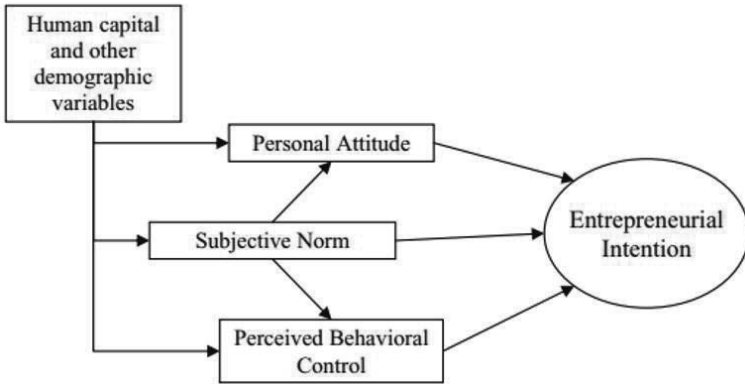 Human capital
and other
demographic
variables
Personal Attitude
Subjective Norm
Entrepreneurial
Intention
Perceived Behavioral
Control